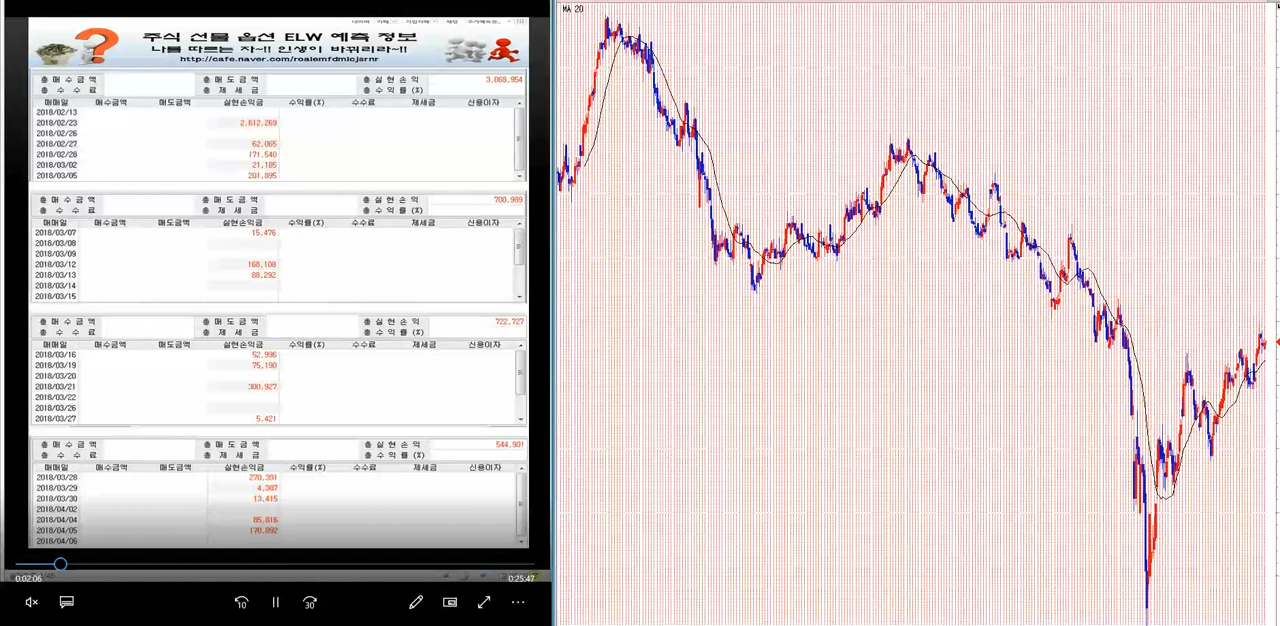 MA 20
주식 선물 옵션 ELW 예측 정보
나를 따르는 자~!! 인생이 바뀌리라~!!
http://cafe.naver.com/roalemfdmlcjsrnr
총 매 수 금 액 총 매 도 금 액 총 실 현 손 익 3,068,954
총 수 수 료 총 제 세 금 총 수 익 률 (%)
매매일 매수금액 매도금액 실현손익금 수익률(%) 수수료 제세금 신용이자
2018/02/13
2018/02/23 2,612,269
2018/02/26
2018/02/27 62,065
2018/02/28 171,540
2018/03/02 21,185
2018/03/05 201,895
총 매 수 금 액 총 매 도 금 액 총 실 현 손 익 700,989
총 수 수 료 총 제 세 금 총 수 익 률 (%)
매매일 매수금액 매도금액 실현손익금 수익률(%) 수수료 제세금 신용이자
2018/03/07 15,476
2018/03/08
2018/03/09
2018/03/12 168,108
2018/03/13 88,292
2018/03/14
2018/03/15
총 매 수 금 액 총 매 도 금 액 총 실 현 손 익 722,727
총 수 수 료 총 제 세 금 총 수 익 률 (%)
매매일 매수금액 매도금액 실현손익금 수익률(%) 수수료 제세금 신용이자
2018/03/16 52,996
2018/03/19 75,190
2018/03/20
2018/03/21 300,927
2018/03/22
2018/03/26
2018/03/27 5,421
총 매 수 금 액 총 매 도 금 액 총 실 현 손 익 544,901
총 수 수 료 총 제 세 금 총 수 익 률 (%)
매매일 매수금액 매도금액 실현손익금 수익률(%) 수수료 제세금 신용이자
2018/03/28 270,391
2018/03/29 4,387
2018/03/30 13,415
2018/04/02
2018/04/04 85,816
2018/04/05 170,892
2018/04/06
0:02:06 0:25:47
10 30